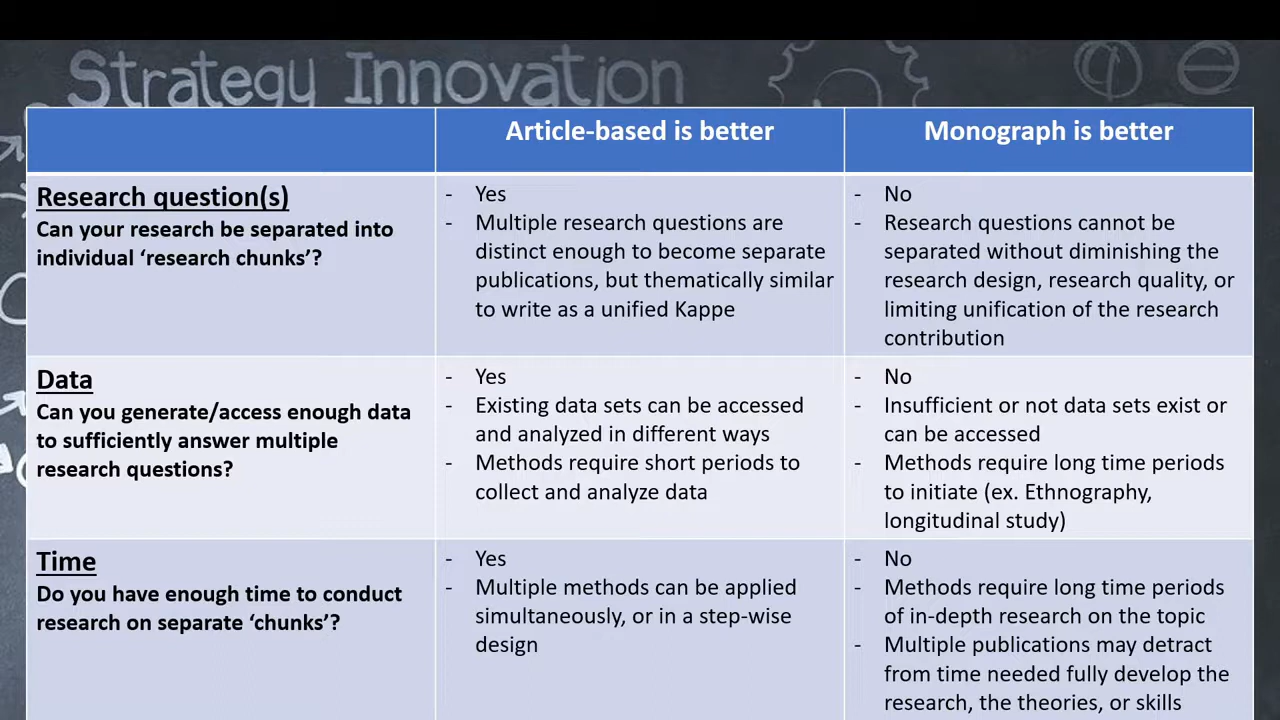 Strategy Innovation
Article-based is better
Monograph is better
Research question(s)
Can your research be separated into
individual ‘research chunks’?
- Yes
- Multiple research questions are
distinct enough to become separate
publications, but thematically similar
to write as a unified Kappe
- No
- Research questions cannot be
separated without diminishing the
research design, research quality, or
limiting unification of the research
contribution
Data
Can you generate/access enough data
to sufficiently answer multiple
research questions?
- Yes
- Existing data sets can be accessed
and analyzed in different ways
- Methods require short periods to
collect and analyze data
- No
- Insufficient or not data sets exist or
can be accessed
- Methods require long time periods
to initiate (ex. Ethnography,
longitudinal study)
Time
Do you have enough time to conduct
research on separate ‘chunks’?
- Yes
- Multiple methods can be applied
simultaneously, or in a step-wise
design
- No
- Methods require long time periods
of in-depth research on the topic
- Multiple publications may detract
from time needed fully develop the
research, the theories, or skills